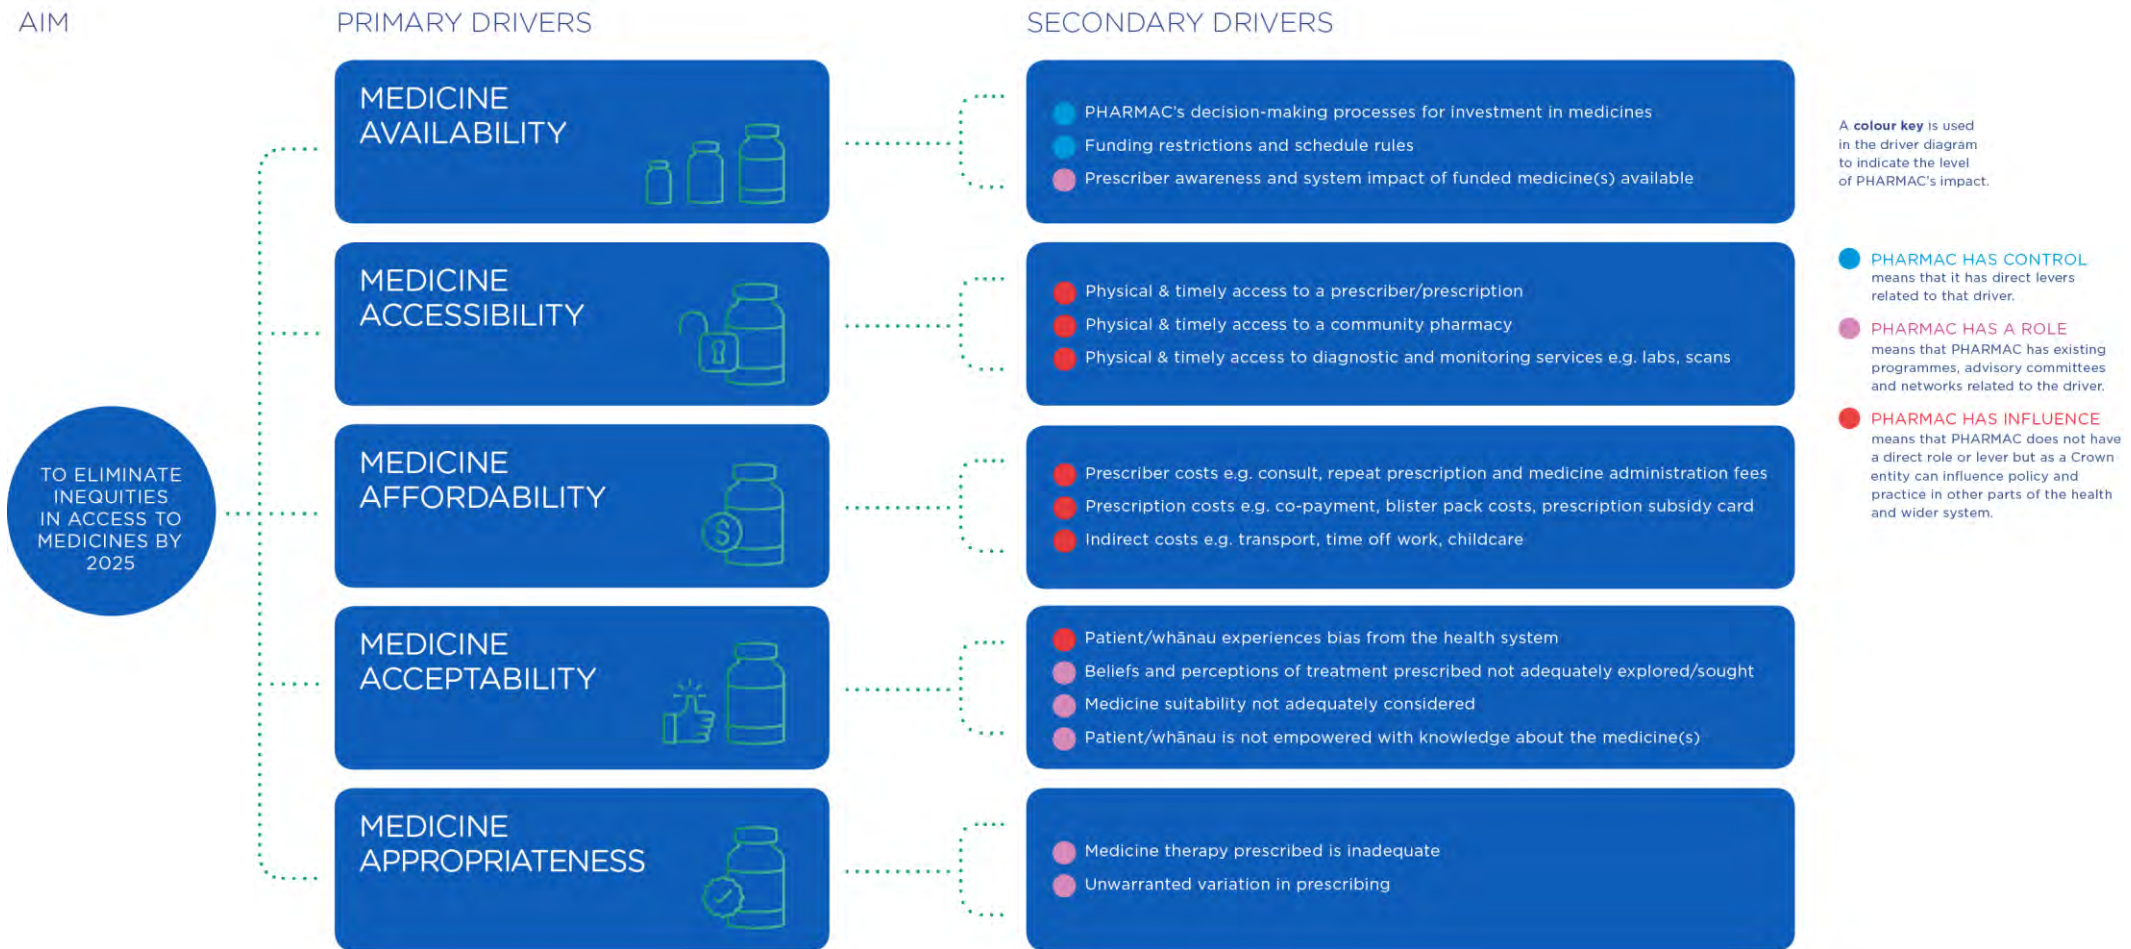 AIM
PRIMARY DRIVERS
SECONDARY DRIVERS
TO ELIMINATE
INEQUITIES
IN ACCESS TO
MEDICINES BY
2025
MEDICINE
AVAILABILITY
PHARMAC's decision-making processes for investment in medicines
Funding restrictions and schedule rules
Prescriber awareness and system impact of funded medicine(s) available
MEDICINE
ACCESSIBILITY
Physical & timely access to a prescriber/prescription
Physical & timely access to a community pharmacy
Physical & timely access to diagnostic and monitoring services e.g. labs, scans
MEDICINE
AFFORDABILITY
$
Prescriber costs e.g. consult, repeat prescription and medicine administration fees
Prescription costs e.g. co-payment, blister pack costs, prescription subsidy card
Indirect costs e.g. transport, time off work, childcare
MEDICINE
ACCEPTABILITY
Patient/whānau experiences bias from the health system
Beliefs and perceptions of treatment prescribed not adequately explored/sought
Medicine suitability not adequately considered
Patient/whānau is not empowered with knowledge about the medicine(s)
MEDICINE
APPROPRIATENESS
Medicine therapy prescribed is inadequate
Unwarranted variation in prescribing
A colour key is used
in the driver diagram
to indicate the level
of PHARMAC's impact.
PHARMAC HAS CONTROL
means that it has direct levers
related to that driver.
PHARMAC HAS A ROLE
means that PHARMAC has existing
programmes, advisory committees
and networks related to the driver.
PHARMAC HAS INFLUENCE
means that PHARMAC does not have
a direct role or lever but as a Crown
entity can influence policy and
practice in other parts of the health
and wider system.